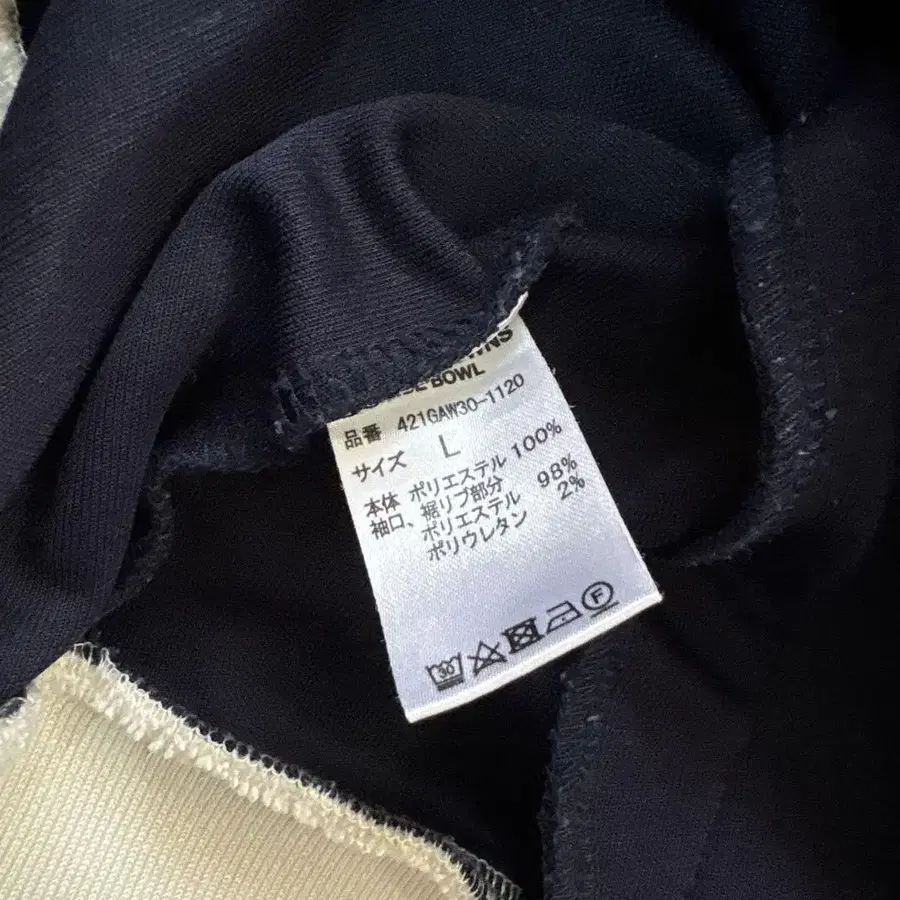 BOWL
品番 421GAW30-1120
サイズ L
本体 ポリエステル 100%
袖口、裾リブ部分
ポリエステル 98%
ポリウレタン 2%
30
F